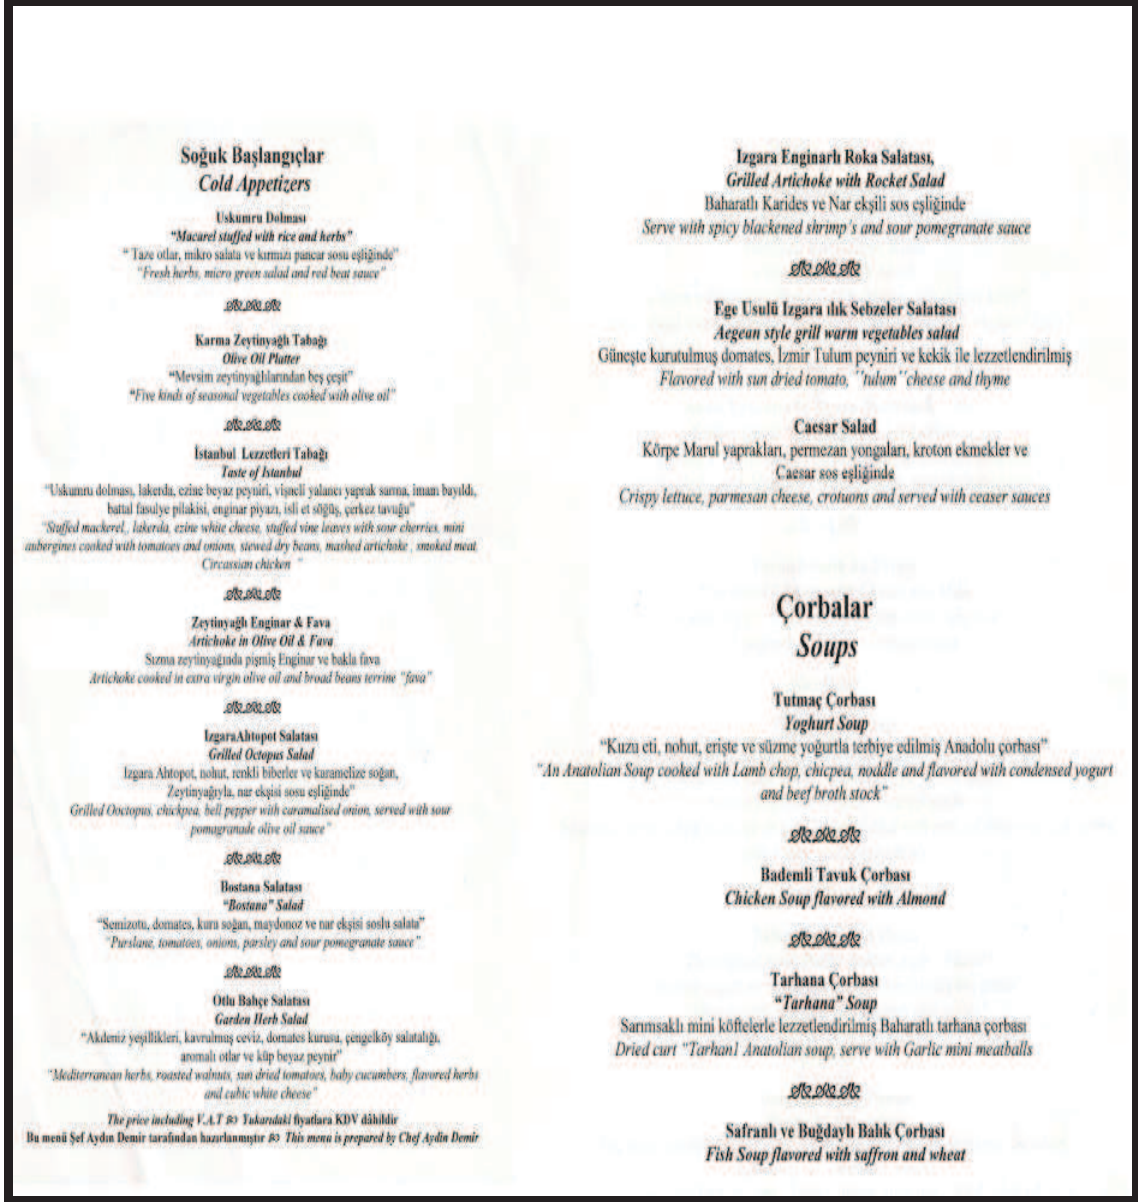 Soğuk Başlangıçlar
Cold Appetizers
Uskumru Dolması
“Macarel stuffed with rice and herbs”
“ Taze otlar, mikro salata ve kırmızı pancar sosu eşliğinde”
“Fresh herbs, micro green salad and red beat sauce”
Karma Zeytinyağlı Tabağı
Olive Oil Platter
“Mevsim zeytinyağlılarından beş çeşit”
“Five kinds of seasonal vegetables cooked with olive oil”
İstanbul Lezzetleri Tabağı
Taste of Istanbul
“Uskumru dolması, lakerda, ezine beyaz peyniri, vişneli yalancı yaprak sarma, imam bayıldı,
battal fasulye pilakisi, enginar piyazı, isli et söğüş, çerkez tavuğu”
“Stuffed mackerel, lakerda, ezine white cheese, stuffed vine leaves with sour cherries, mini
aubergines cooked with tomatoes and onions, stewed dry beans, mashed artichoke , smoked meat,
Circassian chicken ”
Zeytinyağlı Enginar & Fava
Artichoke in Olive Oil & Fava
Sızma zeytinyağında pişmiş Enginar ve bakla fava
Artichoke cooked in extra virgin olive oil and broad beans terrine “fava”
IzgaraAhtopot Salatası
Grilled Octopus Salad
Izgara Ahtopot, nohut, renkli biberler ve karamelize soğan,
Zeytinyağıyla, nar ekşisi sosu eşliğinde”
Grilled Ooctopus, chickpea, bell pepper with caramalised onion, served with sour
pomagranade olive oil sauce”
Bostana Salatası
“Bostana” Salad
“Semizotu, domates, kuru soğan, maydonoz ve nar ekşisi soslu salata”
“Purslane, tomatoes, onions, parsley and sour pomegranate sauce”
Otlu Bahçe Salatası
Garden Herb Salad
“Akdeniz yeşillikleri, kavrulmuş ceviz, domates kurusu, çengelköy salatalığı,
aromalı otlar ve küp beyaz peynir”
“Mediterranean herbs, roasted walnuts, sun dried tomatoes, baby cucumbers, flavored herbs
and cubic white cheese”
The price including V.A.T Yukarıdaki fiyatlara KDV dâhildir
Bu menü Şef Aydın Demir tarafından hazırlanmıştır This menu is prepared by Chef Aydin Demir
Izgara Enginarlı Roka Salatası,
Grilled Artichoke with Rocket Salad
Baharatlı Karides ve Nar ekşili sos eşliğinde
Serve with spicy blackened shrimp's and sour pomegranate sauce
Ege Usulü Izgara ılık Sebzeler Salatası
Aegean style grill warm vegetables salad
Güneşte kurutulmuş domates, İzmir Tulum peyniri ve kekik ile lezzetlendirilmiş
Flavored with sun dried tomato, ¨tulum¨cheese and thyme
Caesar Salad
Körpe Marul yaprakları, permezan yongaları, kroton ekmekler ve
Caesar sos eşliğinde
Crispy lettuce, parmesan cheese, crotuons and served with ceaser sauces
Çorbalar
Soups
Tutmaç Çorbası
Yoghurt Soup
“Kuzu eti, nohut, erişte ve süzme yoğurtla terbiye edilmiş Anadolu çorbası”
“An Anatolian Soup cooked with Lamb chop, chicpea, noddle and flavored with condensed yogurt
and beef broth stock”
Bademli Tavuk Çorbası
Chicken Soup flavored with Almond
Tarhana Çorbası
“Tarhana” Soup
Sarımsaklı mini köftelerle lezzetlendirilmiş Baharatlı tarhana çorbası
Dried curt “Tarhan1 Anatolian soup, serve with Garlic mini meatballs
Safranlı ve Buğdaylı Balık Çorbası
Fish Soup flavored with saffron and wheat